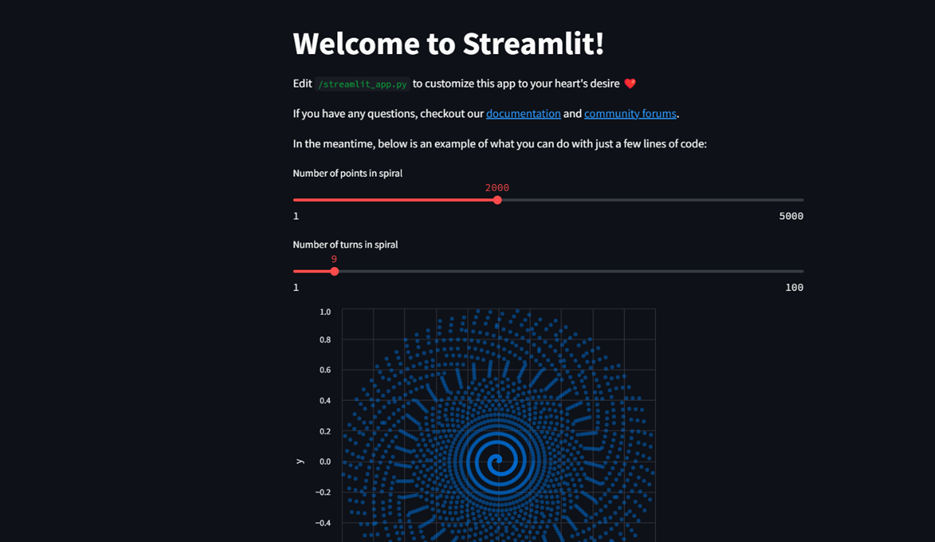 Welcome to Streamlit!
Edit /streamlit_app.py to customize this app to your heart's desire ❤️
If you have any questions, checkout our documentation and community forums.
In the meantime, below is an example of what you can do with just a few lines of code:
Number of points in spiral
2000
1 5000
Number of turns in spiral
9
1 100
1.0
0.8
0.6
0.4
0.2
y 0.0
−0.2
−0.4